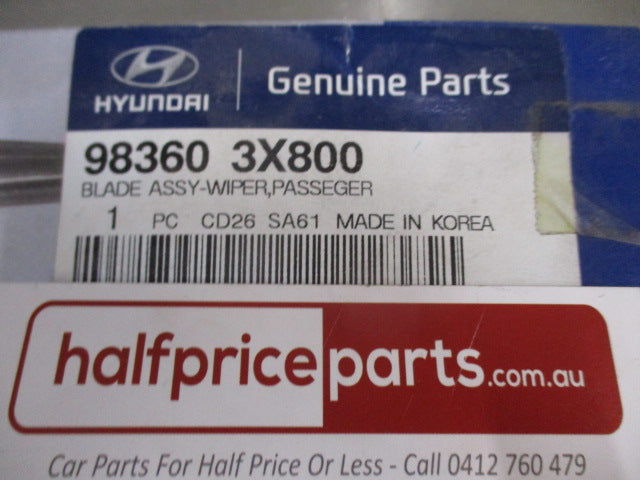 HYUNDAI
Genuine Parts
98360 3X800
BLADE ASSY-WIPER,PASSEGER
1 PC CD26 SA61 MADE IN KOREA
halfpriceparts.com.au
Car Parts For Half Price Or Less - Call 0412 760 479